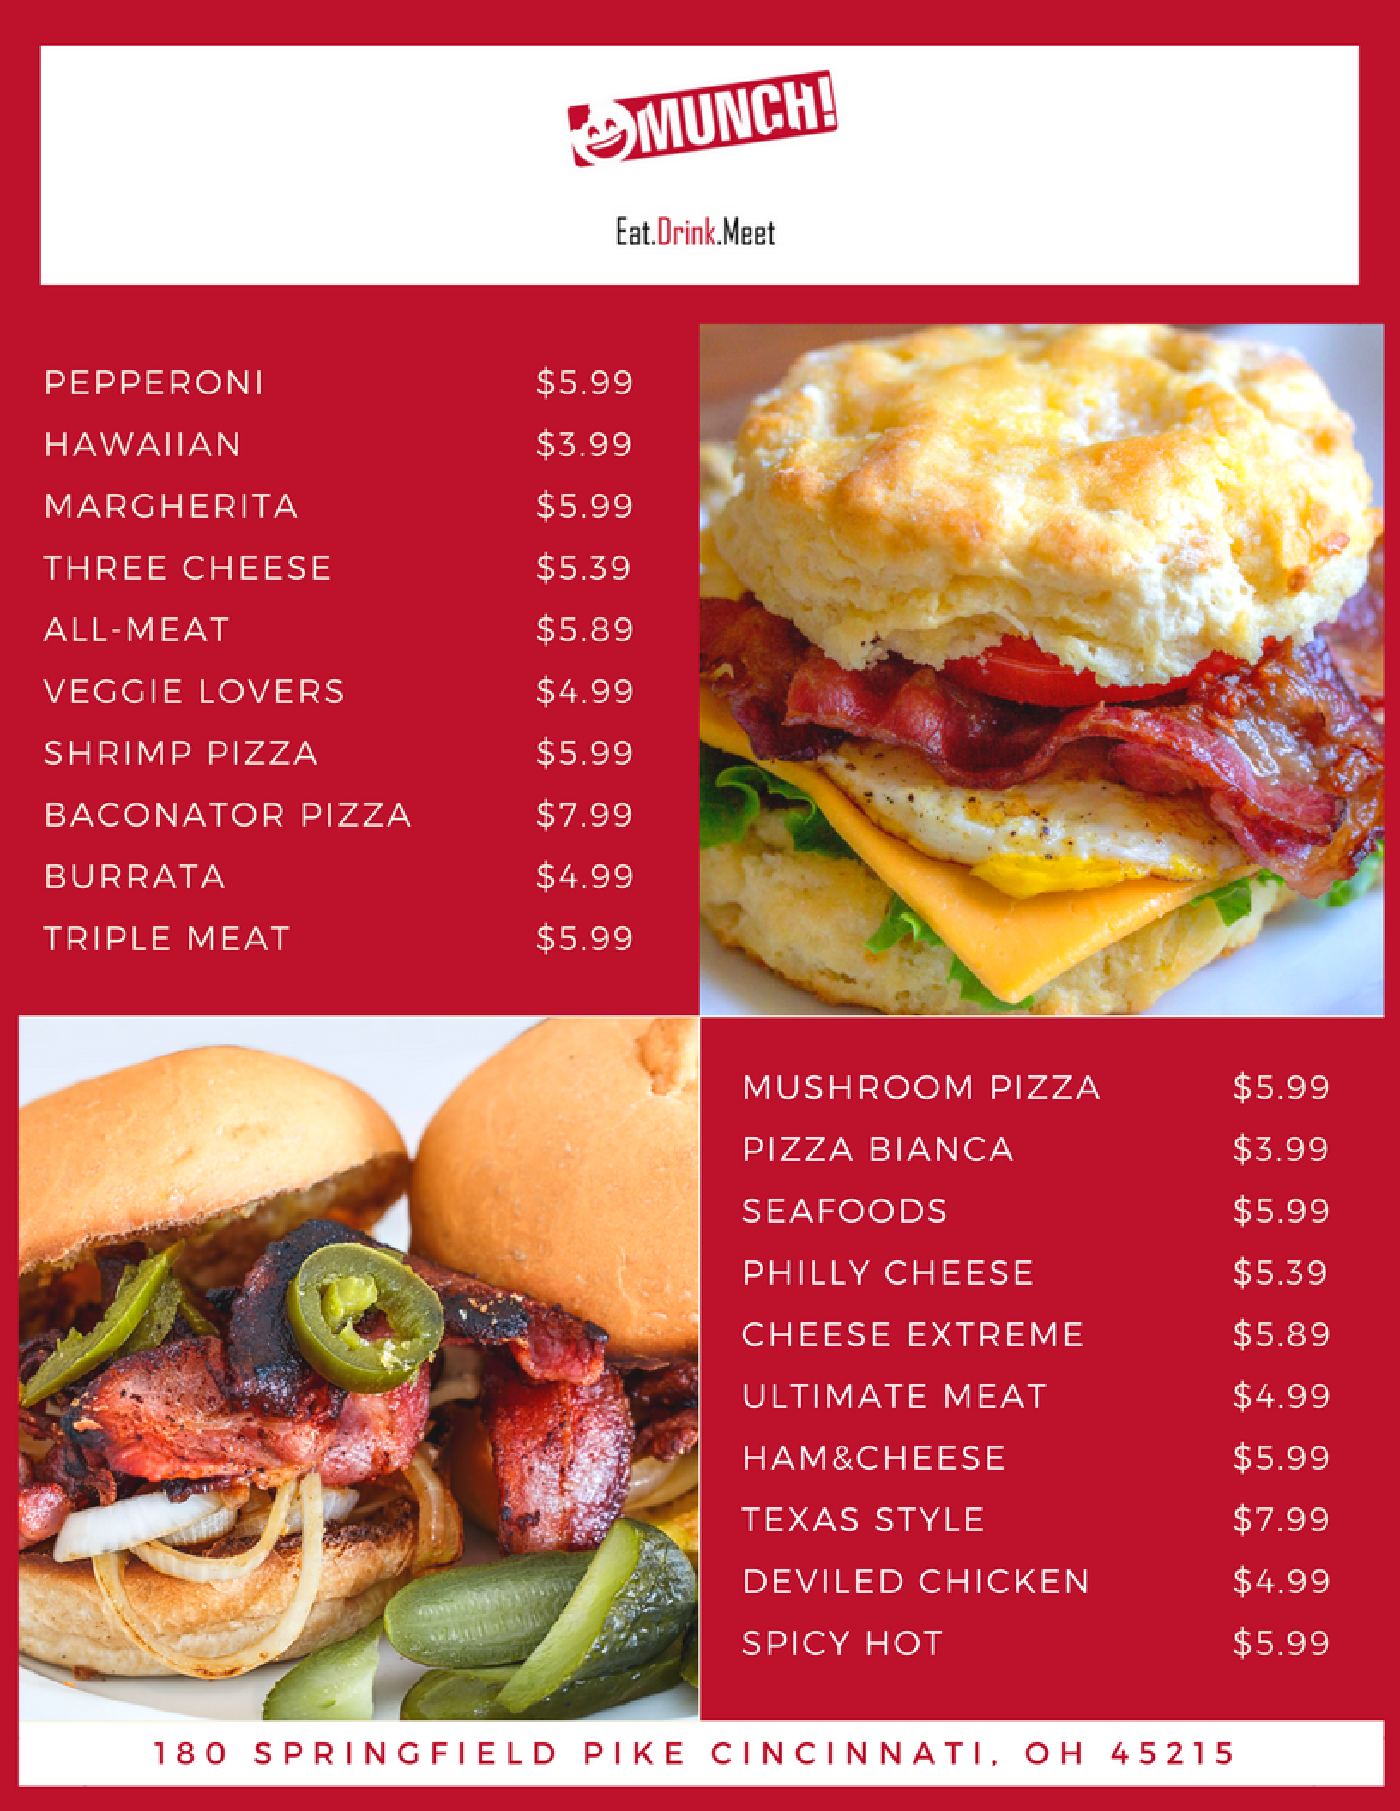 MUNCH!
Eat.Drink.Meet
PEPPERONI $5.99
HAWAIIAN $3.99
MARGHERITA $5.99
THREE CHEESE $5.39
ALL-MEAT $5.89
VEGGIE LOVERS $4.99
SHRIMP PIZZA $5.99
BACONATOR PIZZA $7.99
BURRATA $4.99
TRIPLE MEAT $5.99
MUSHROOM PIZZA $5.99
PIZZA BIANCA $3.99
SEAFOODS $5.99
PHILLY CHEESE $5.39
CHEESE EXTREME $5.89
ULTIMATE MEAT $4.99
HAM&CHEESE $5.99
TEXAS STYLE $7.99
DEVILED CHICKEN $4.99
SPICY HOT $5.99
180 SPRINGFIELD PIKE CINCINNATI, OH 45215